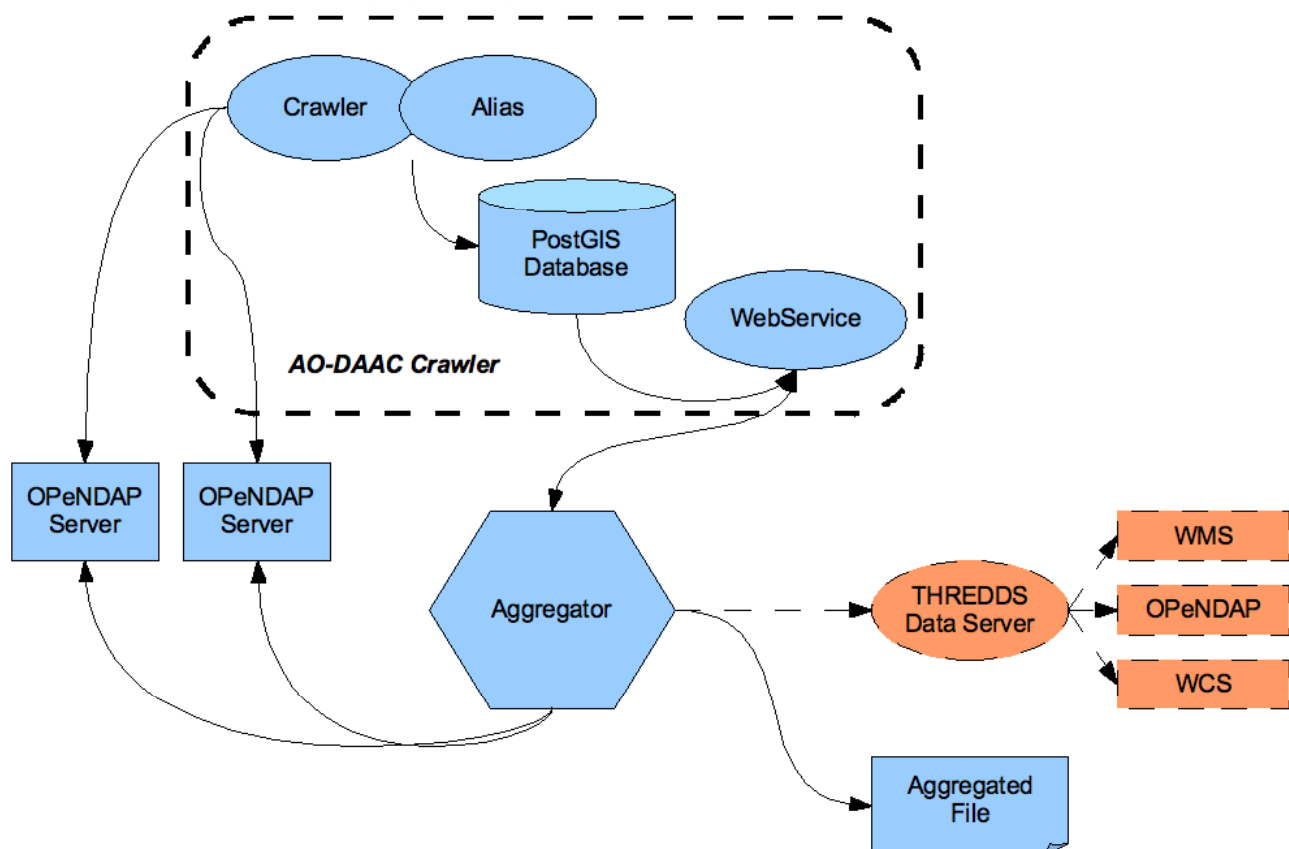 Crawler
Alias
PostGIS
Database
WebService
AO-DAAC Crawler
OPeNDAP
Server
OPeNDAP
Server
Aggregator
THREDDS
Data Server
WMS
OPeNDAP
WCS
Aggregated
File